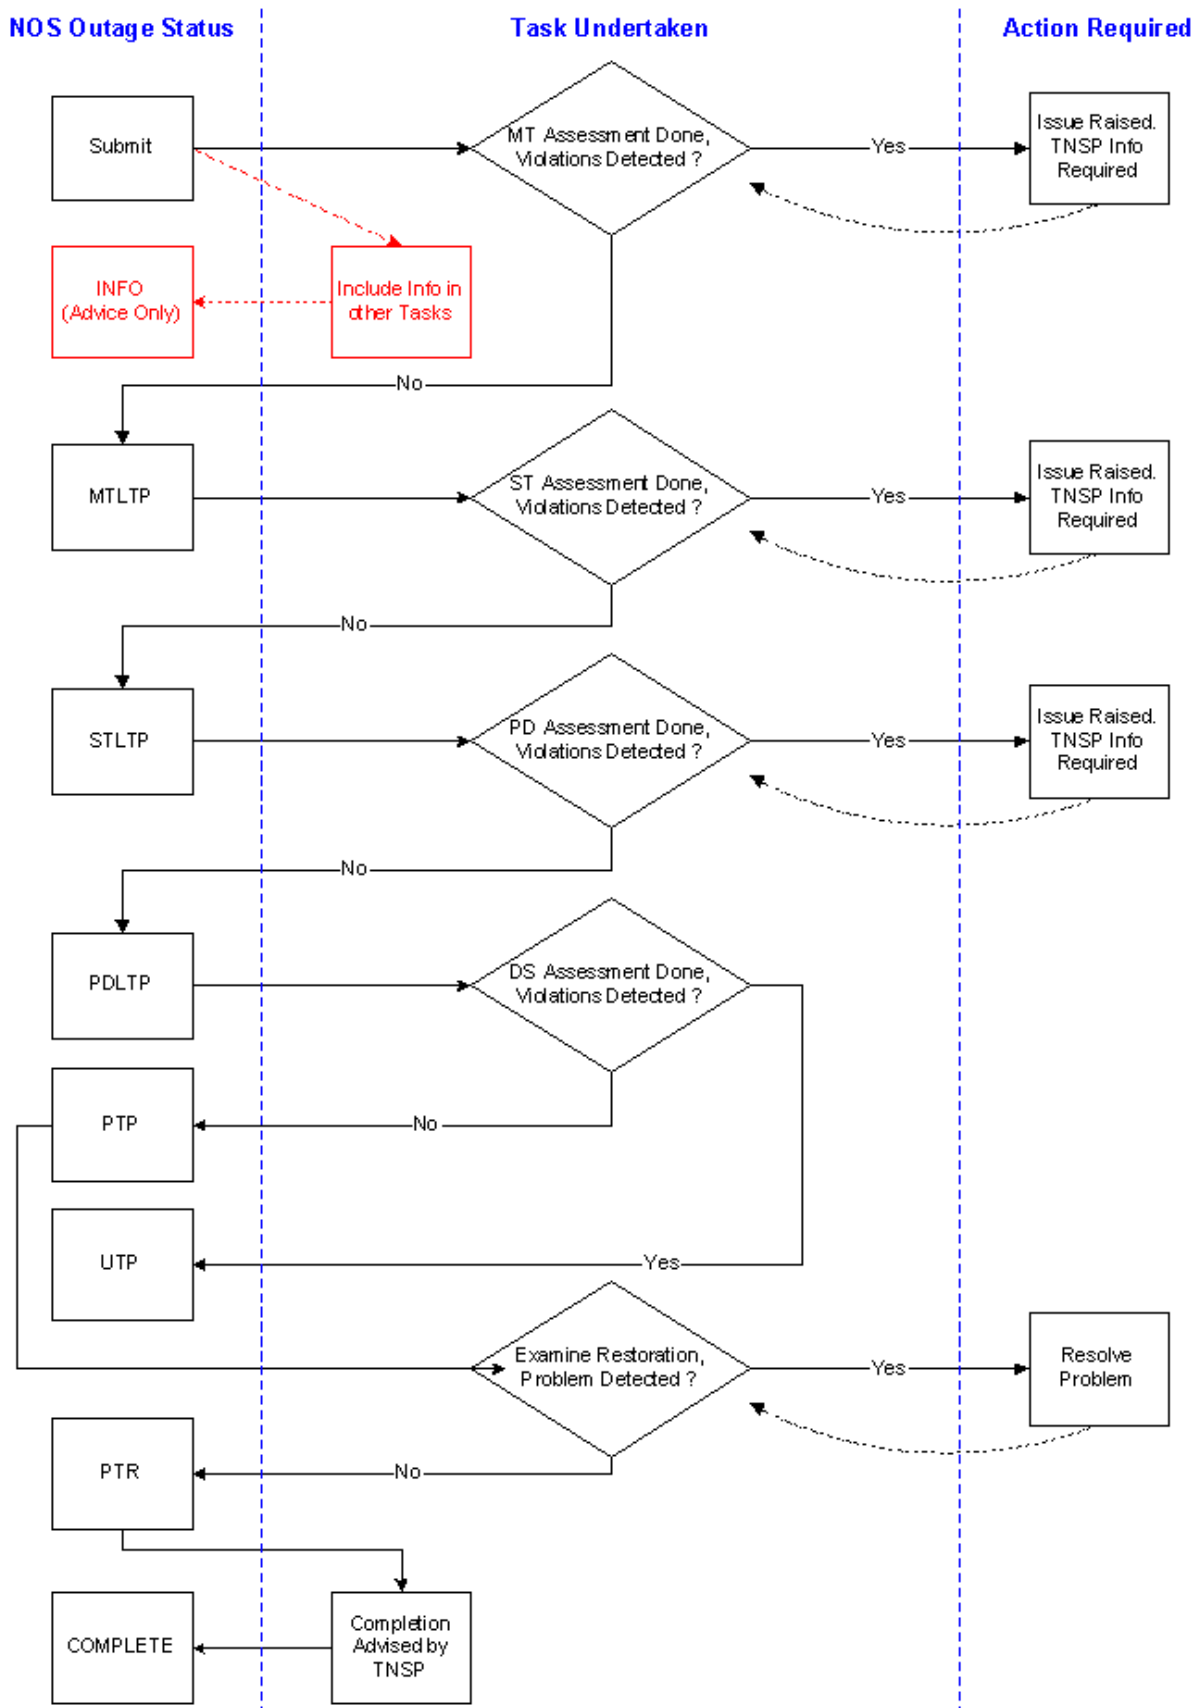 NOS Outage Status
Task Undertaken
Action Required
Submit
MT Assessment Done,
Violations Detected ?
Yes
Issue Raised.
TNSP Info
Required
INFO
(Advice Only)
Include Info in
other Tasks
No
MTLTP
ST Assessment Done,
Violations Detected ?
Yes
Issue Raised.
TNSP Info
Required
No
STLTP
PD Assessment Done,
Violations Detected ?
Yes
Issue Raised.
TNSP Info
Required
No
PDLTP
DS Assessment Done,
Violations Detected ?
PTP
No
UTP
Yes
Examine Restoration,
Problem Detected ?
Yes
Resolve
Problem
PTR
No
COMPLETE
Completion
Advised by
TNSP